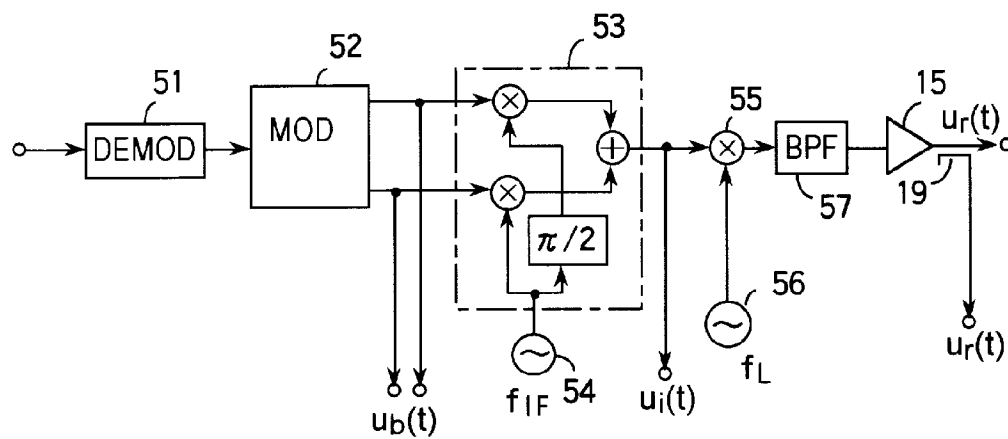 53
52
51
55
15
u_r(t)
DEMOD
MOD
×
+
×
BPF
×
19
57
π/2
56
~
~
54
f_IF
f_L
u_b(t)
u_i(t)
u_r(t)